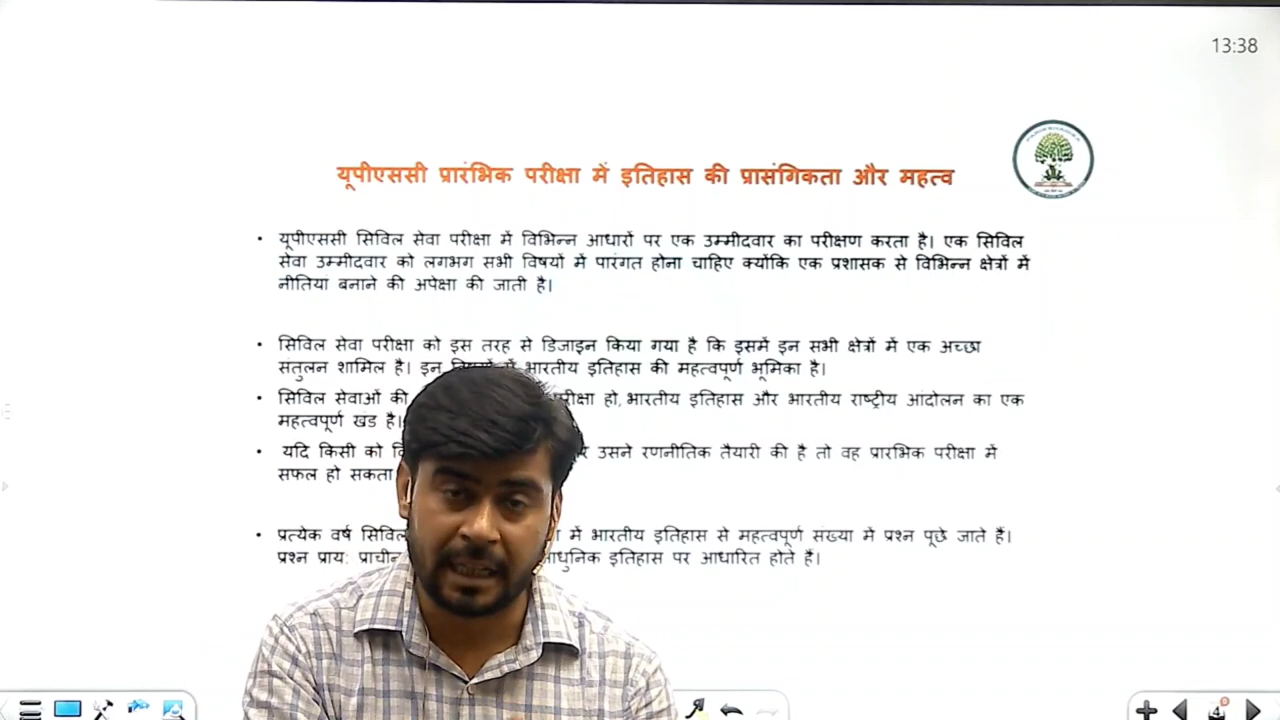 13:38
यूपीएससी प्रारंभिक परीक्षा में इतिहास की प्रासंगिकता और महत्व
• यूपीएससी सिविल सेवा परीक्षा में विभिन्न आधारों पर एक उम्मीदवार का परीक्षण करता है। एक सिविल
सेवा उम्मीदवार को लगभग सभी विषयों में पारंगत होना चाहिए क्योंकि एक प्रशासक से विभिन्न क्षेत्रों में
नीतिया बनाने की अपेक्षा की जाती है।
• सिविल सेवा परीक्षा को इस तरह से डिजाइन किया गया है कि इसमें इन सभी क्षेत्रों में एक अच्छा
संतुलन शामिल है। इन में भारतीय इतिहास की महत्वपूर्ण भूमिका है।
• सिविल सेवाओं की हो, भारतीय इतिहास और भारतीय राष्ट्रीय आंदोलन का एक
महत्वपूर्ण खंड है।
• यदि किसी को उसने रणनीतिक तैयारी की है तो वह प्रारंभिक परीक्षा में
सफल हो सकता
• प्रत्येक वर्ष में भारतीय इतिहास से महत्वपूर्ण संख्या में प्रश्न पूछे जाते हैं।
प्रश्न प्राय: इतिहास पर आधारित होते हैं।
4